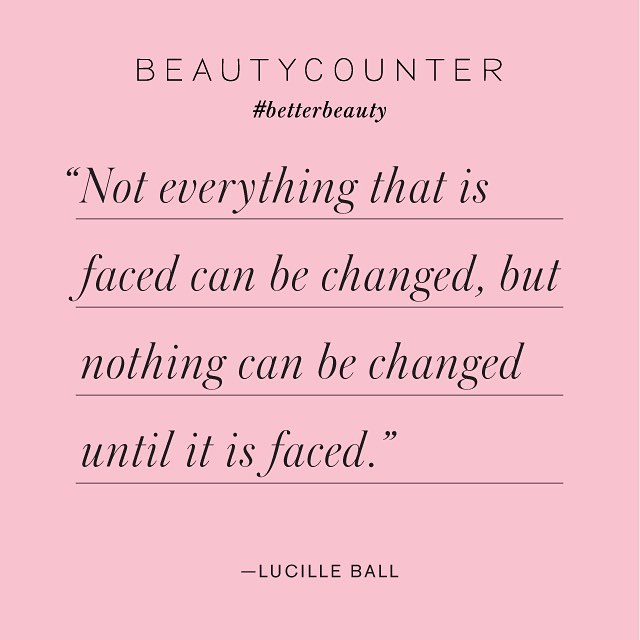 BEAUTYCOUNTER
#betterbeauty
“Not everything that is
faced can be changed, but
nothing can be changed
until it is faced.”
—LUCILLE BALL